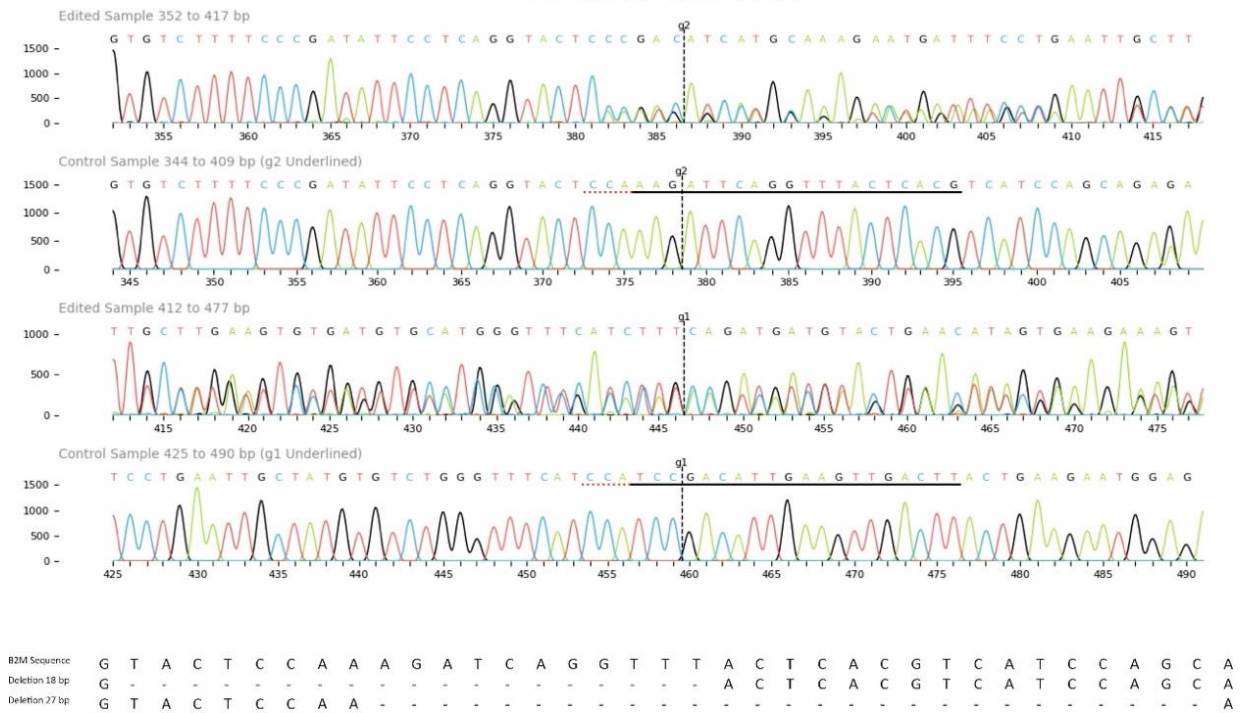 Edited Sample 352 to 417 bp
g2
G T G T C T T T T C C C G A T A T T C C T C A G G T A C T C C C G A C A T C A T G C A A A G A A T G A T T T C C T G A A T T G C T T
1500
1000
500
0
355 360 365 370 375 380 385 390 395 400 405 410 415
Control Sample 344 to 409 bp (g2 Underlined)
g2
G T G T C T T T T C C C G A T A T T C C T C A G G T A C T C C A A A G A T T C A G G T T T A C T C A C G T C A T C C A G C A G A G A
1500
1000
500
0
345 350 355 360 365 370 375 380 385 390 395 400 405
Edited Sample 412 to 477 bp
g1
T T G C T T G A A G T G T G A T G T G C A T G G G T T T C A T C T T T C A G A T G A T G T A C T G A A C A T A G T G A A G A A A G T
1000
500
0
415 420 425 430 435 440 445 450 455 460 465 470 475
Control Sample 425 to 490 bp (g1 Underlined)
g1
T C C T G A A T T G C T A T G T G T C T G G G T T T C A T C C A T C C G A C A T T G A A G T T G A C T T A C T G A A G A A T G G A G
1500
1000
500
0
425 430 435 440 445 450 455 460 465 470 475 480 485 490
B2M Sequence G T A C T C C A A A G A T C A G G T T T A C T C A C G T C A T C C A G C A
Deletion 18 bp G - - - - - - - - - - - - - - - - - - - A C T C A C G T C A T C C A G C A
Deletion 27 bp G T A C T C C A A - - - - - - - - - - - - - - - - - - - - - - - - - - - A